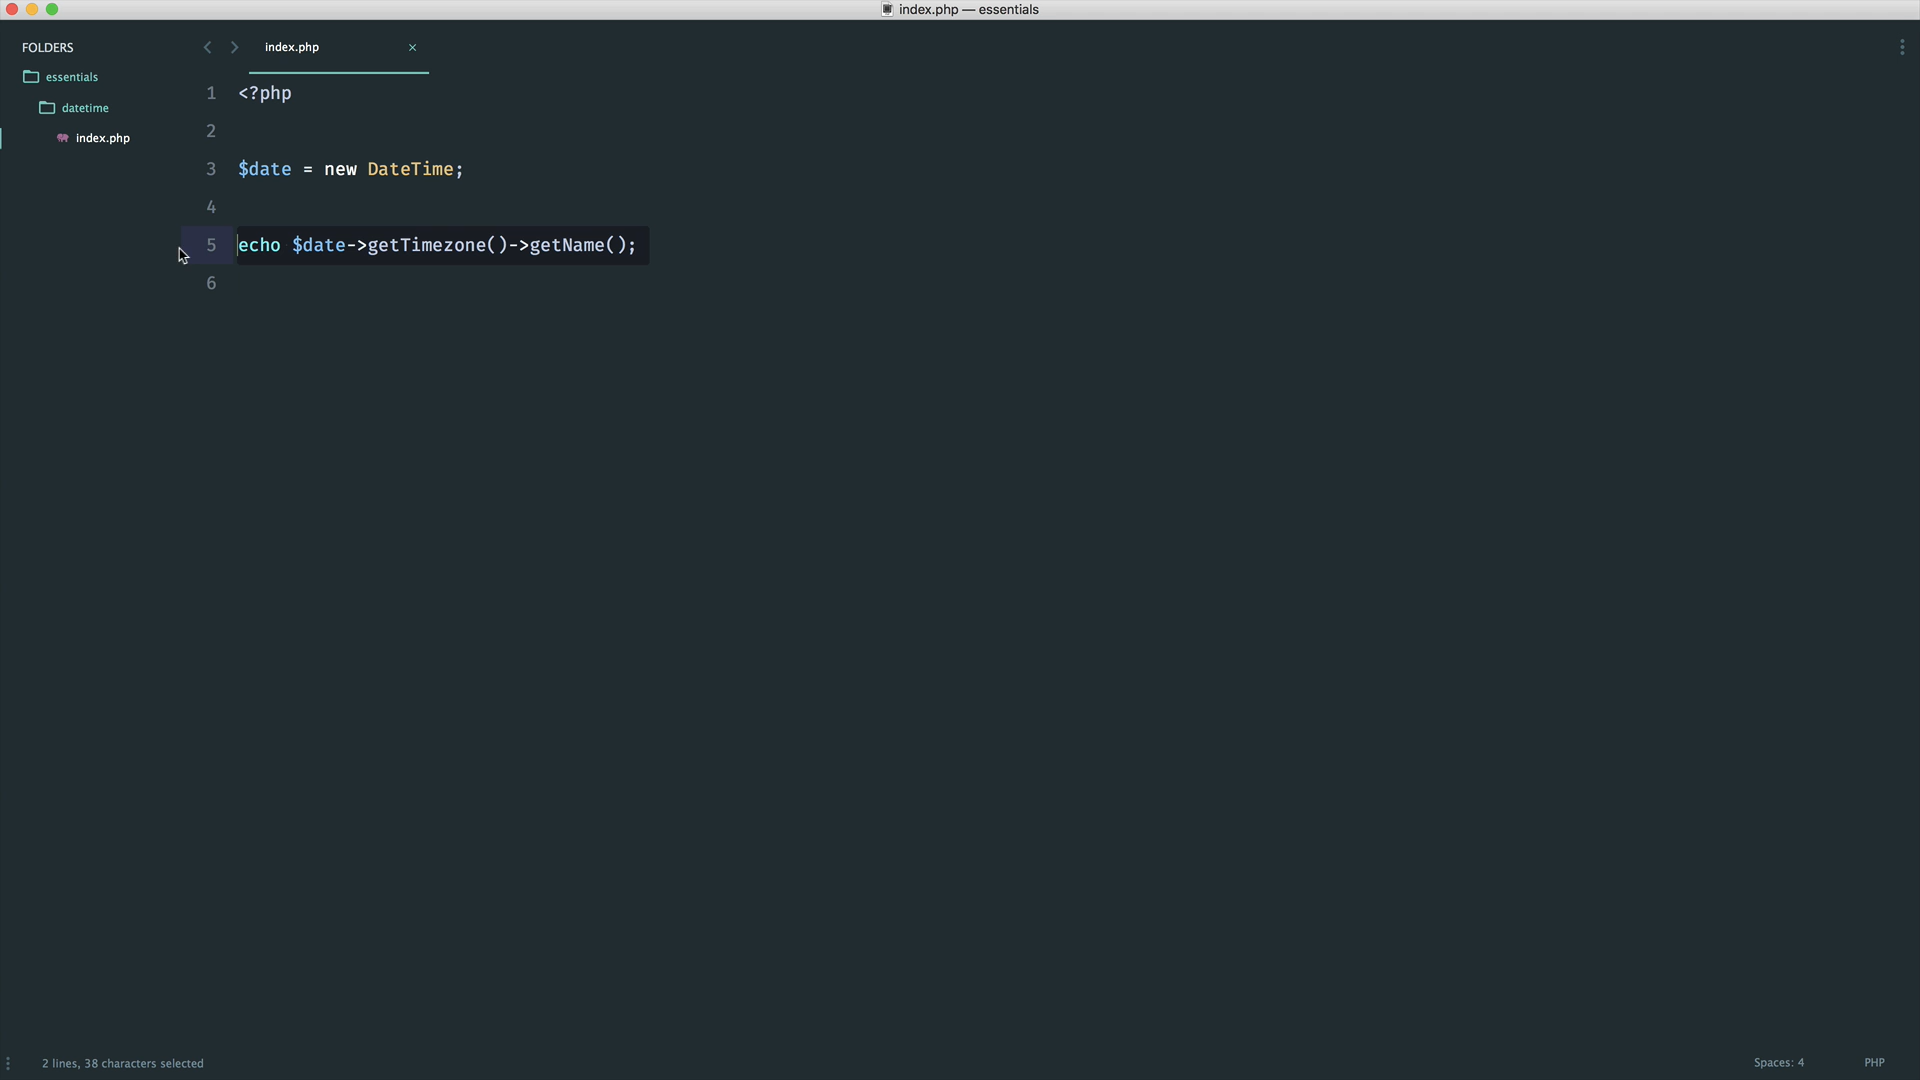 index.php — essentials
FOLDERS
essentials
datetime
index.php
index.php ×
1 <?php
2
3 $date = new DateTime;
4
5 echo $date->getTimezone()->getName();
6
2 lines, 38 characters selected
Spaces: 4
PHP